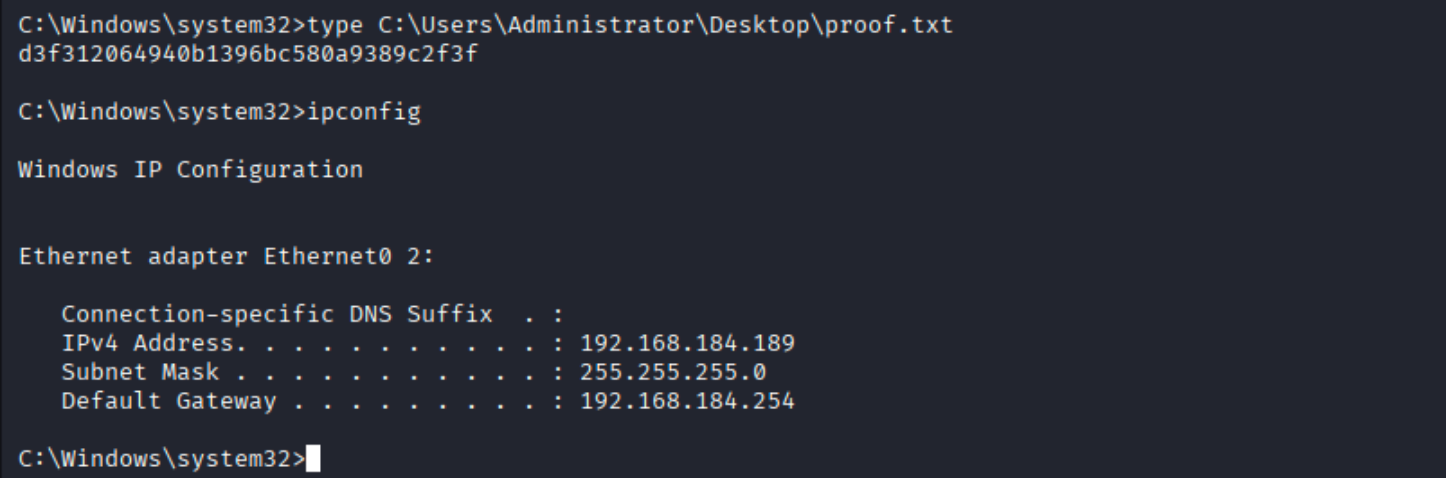 C:\Windows\system32>type C:\Users\Administrator\Desktop\proof.txt
d3f312064940b1396bc580a9389c2f3f
C:\Windows\system32>ipconfig
Windows IP Configuration
Ethernet adapter Ethernet0 2:
   Connection-specific DNS Suffix  . :
   IPv4 Address. . . . . . . . . . . : 192.168.184.189
   Subnet Mask . . . . . . . . . . . : 255.255.255.0
   Default Gateway . . . . . . . . . : 192.168.184.254
C:\Windows\system32>